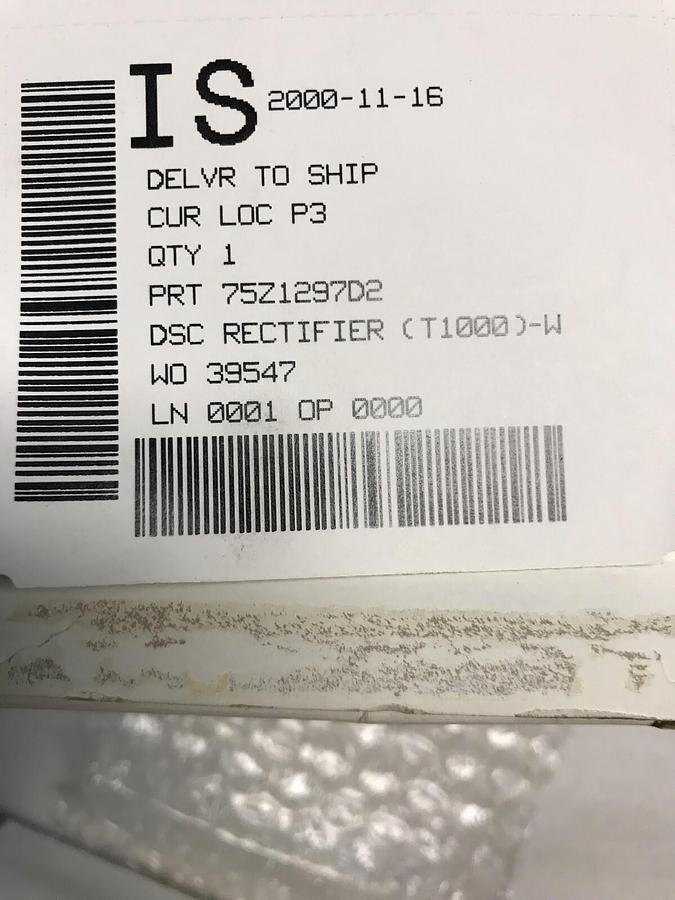 IS 2000-11-16
DELVR TO SHIP
CUR LOC P3
QTY 1
PRT 75Z1297D2
DSC RECTIFIER (T1000)-W
WO 39547
LN 0001 OP 0000